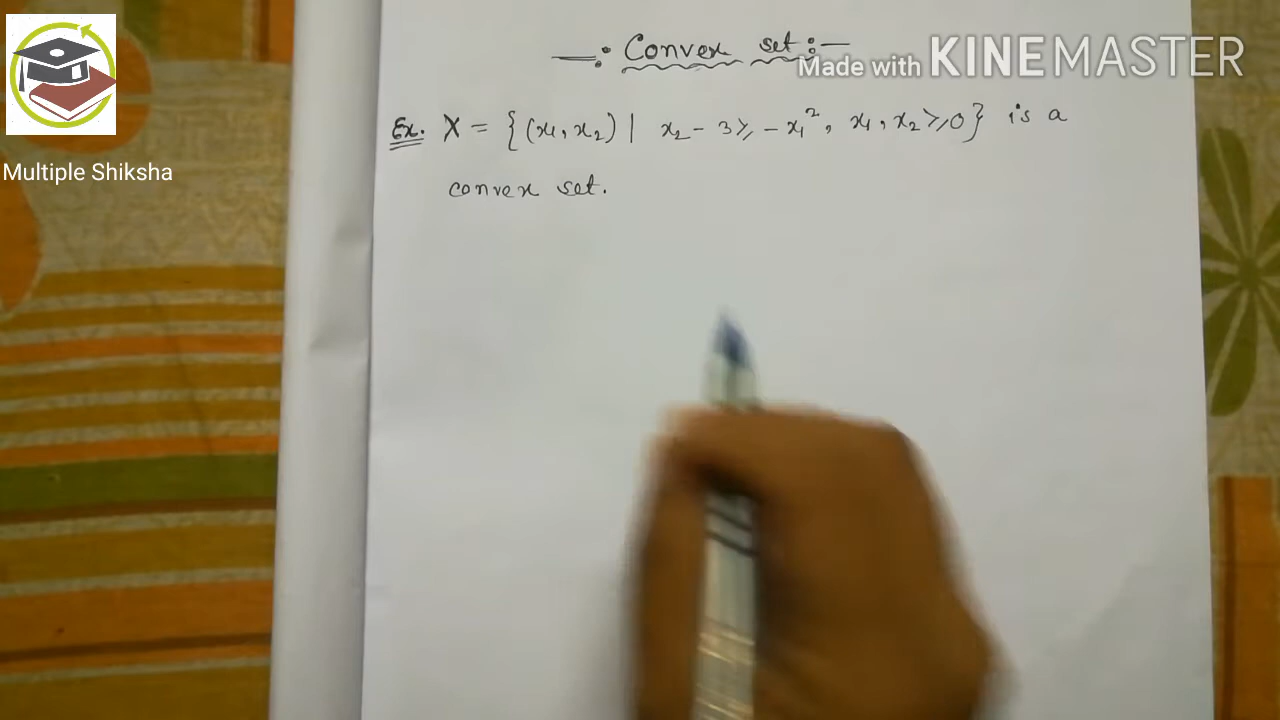 —: Convex set :—
Made with KINEMASTER
Ex. X = {(x₁, x₂) | x₂ - 3 ≥ -x₁², x₁, x₂ ≥ 0} is a
convex set.
Multiple Shiksha